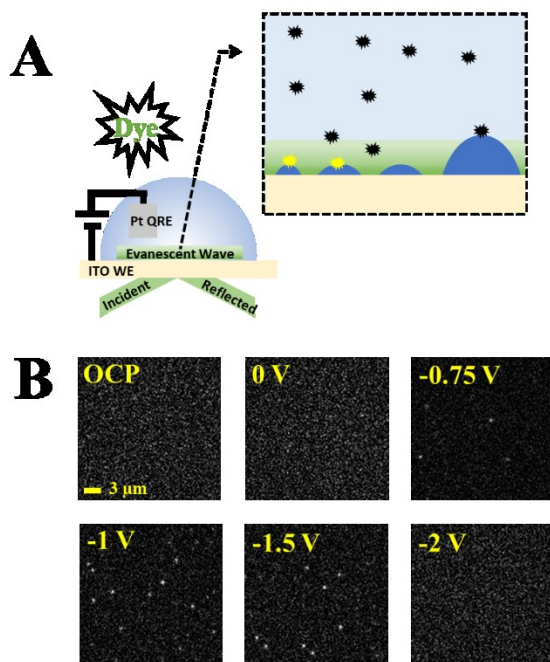 A
Dye
Pt QRE
Evanescent Wave
ITO WE
Incident
Reflected
B
OCP
0 V
-0.75 V
3 μm
-1 V
-1.5 V
-2 V